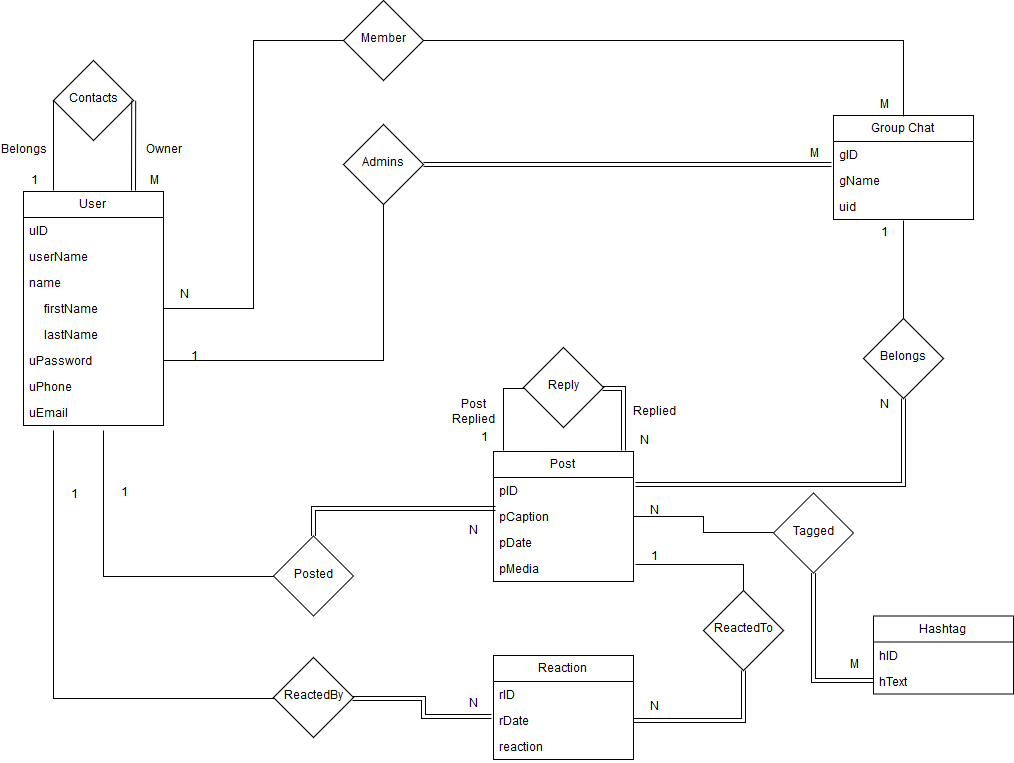 Member
Contacts
M
Group Chat
Belongs
Owner
Admins
M
gID
1
M
gName
User
uid
uID
1
userName
name
N
firstName
lastName
1
uPassword
Belongs
uPhone
Reply
uEmail
Post
Replied
Replied
N
1
N
Post
1
1
pID
pCaption
N
N
Tagged
pDate
1
pMedia
Posted
ReactedTo
Hashtag
hID
Reaction
M
hText
ReactedBy
rID
N
N
rDate
reaction